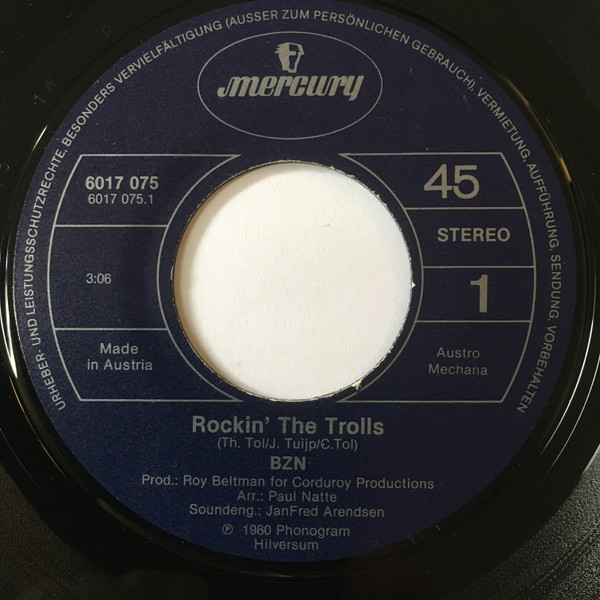 URHEBER- UND LEISTUNGSSCHUTZRECHTE, BESONDERS VERVIELFÄLTIGUNG (AUSSER ZUM PERSÖNLICHEN GEBRAUCH), VERMIETUNG, AUFFÜHRUNG, SENDUNG, VORBEHALTEN
mercury
6017 075
6017 075.1
3:06
Made
in Austria
45
STEREO
1
Austro
Mechana
Rockin' The Trolls
(Th. Tol/J. Tuijp/C.Tol)
BZN
Prod.: Roy Beltman for Corduroy Productions
Arr.: Paul Natte
Soundeng.: JanFred Arendsen
℗ 1980 Phonogram
Hilversum